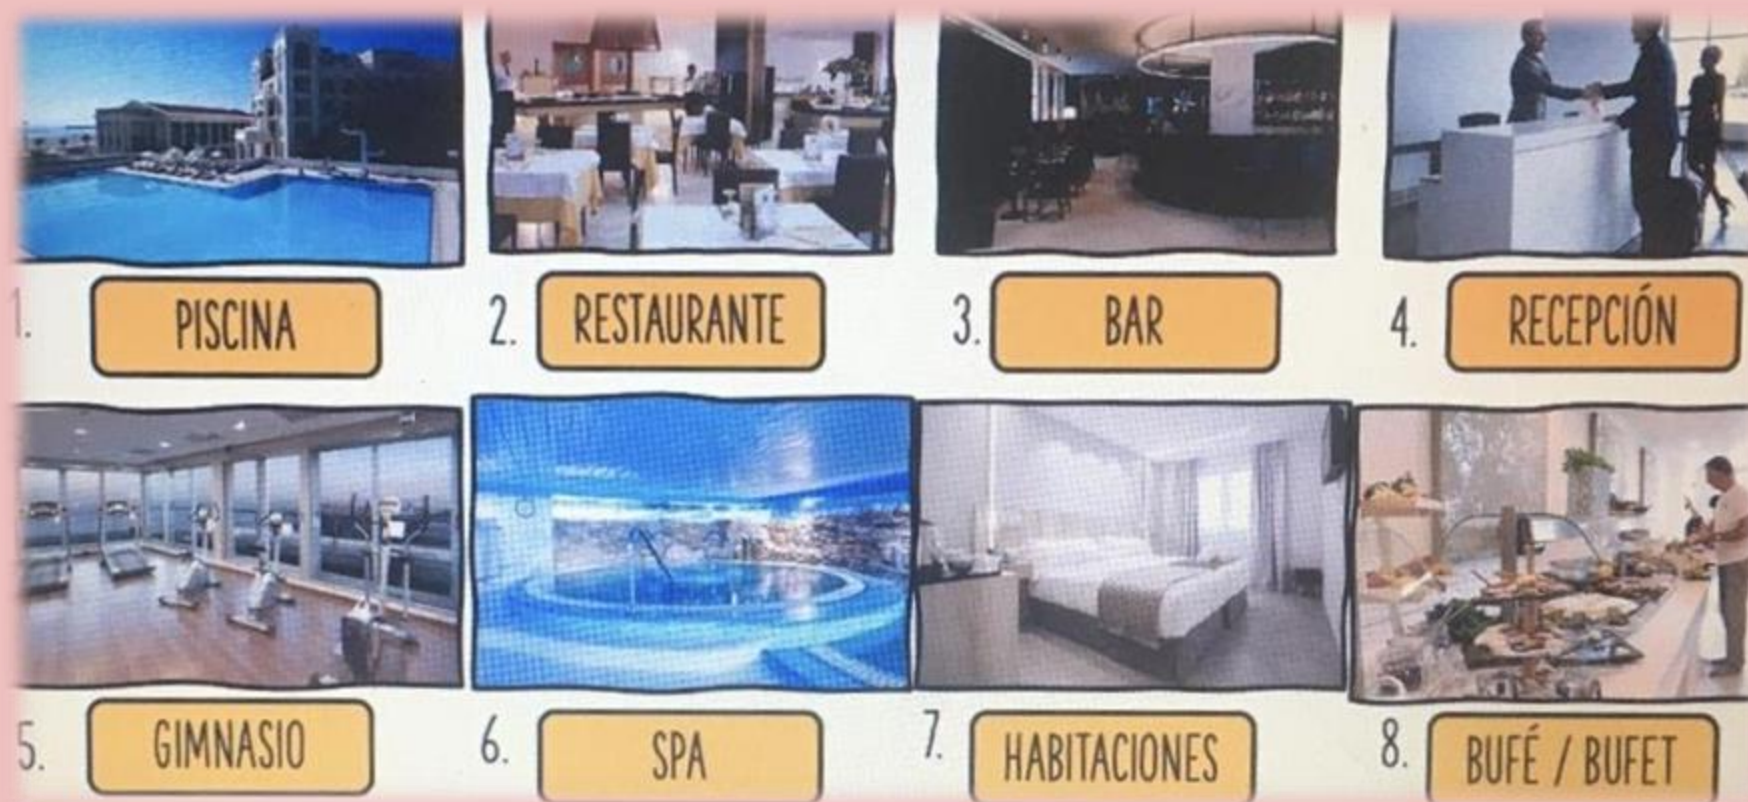 1. PISCINA
2. RESTAURANTE
3. BAR
4. RECEPCIÓN
5. GIMNASIO
6. SPA
7. HABITACIONES
8. BUFÉ / BUFET